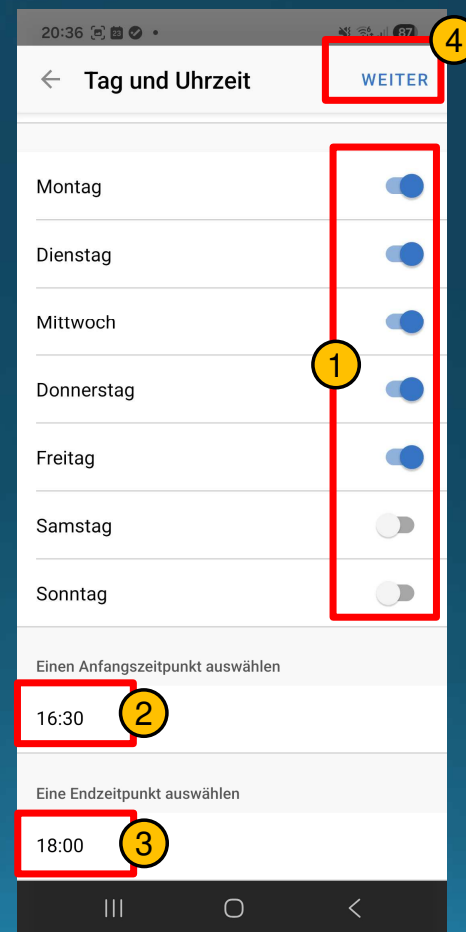 20:36 23 87
4
Tag und Uhrzeit WEITER
Montag
Dienstag
Mittwoch
1
Donnerstag
Freitag
Samstag
Sonntag
Einen Anfangszeitpunkt auswählen
16:30 2
Eine Endzeitpunkt auswählen
18:00 3